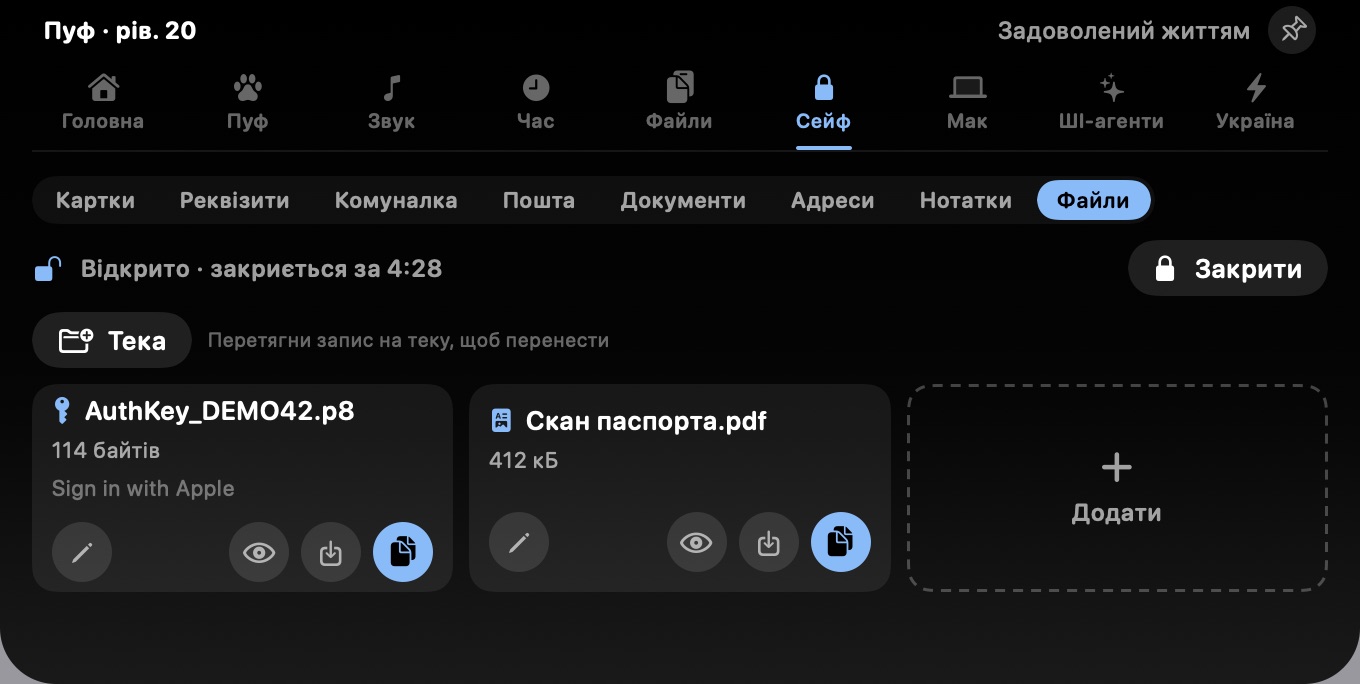 Пуф · рів. 20
Задоволений життям
Головна
Пуф
Звук
Час
Файли
Сейф
Мак
ШІ-агенти
Україна
Картки
Реквізити
Комуналка
Пошта
Документи
Адреси
Нотатки
Файли
Відкрито · закриється за 4:28
Закрити
Тека
Перетягни запис на теку, щоб перенести
AuthKey_DEMO42.p8
114 байтів
Sign in with Apple
Скан паспорта.pdf
412 кБ
Додати